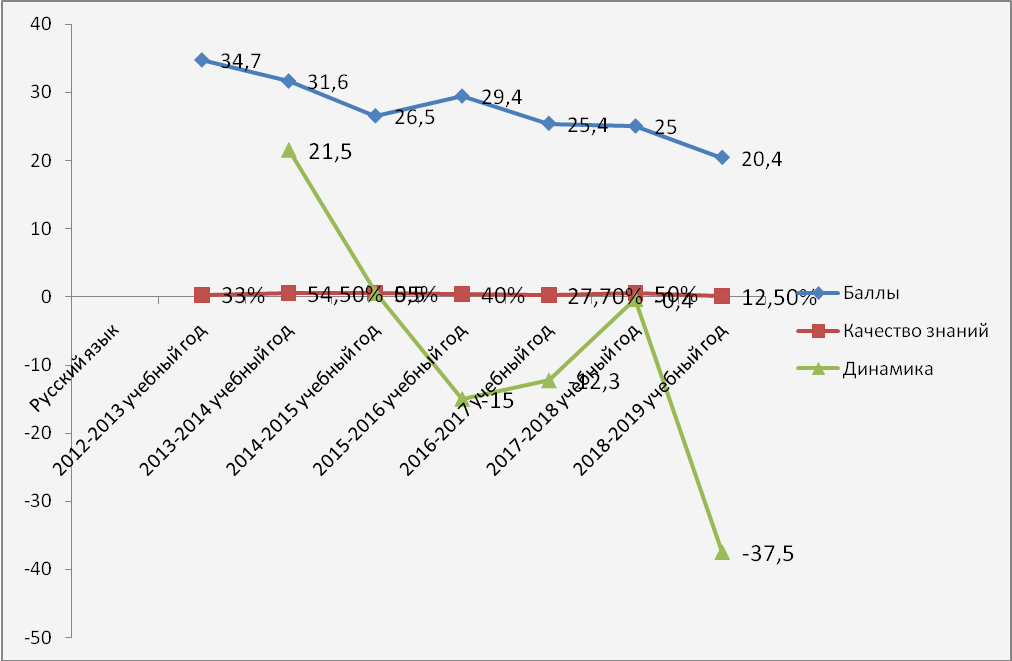 40
30
20
10
0
-10
-20
-30
-40
-50
34,7
31,6
26,5
29,4
25,4
25
20,4
21,5
33%
54,50%
40%
27,70%
50%
-0,4
12,50%
-15
-12,3
-37,5
Русский язык
2012-2013 учебный год
2013-2014 учебный год
2014-2015 учебный год
2015-2016 учебный год
2016-2017 учебный год
2017-2018 учебный год
2018-2019 учебный год
Баллы
Качество знаний
Динамика